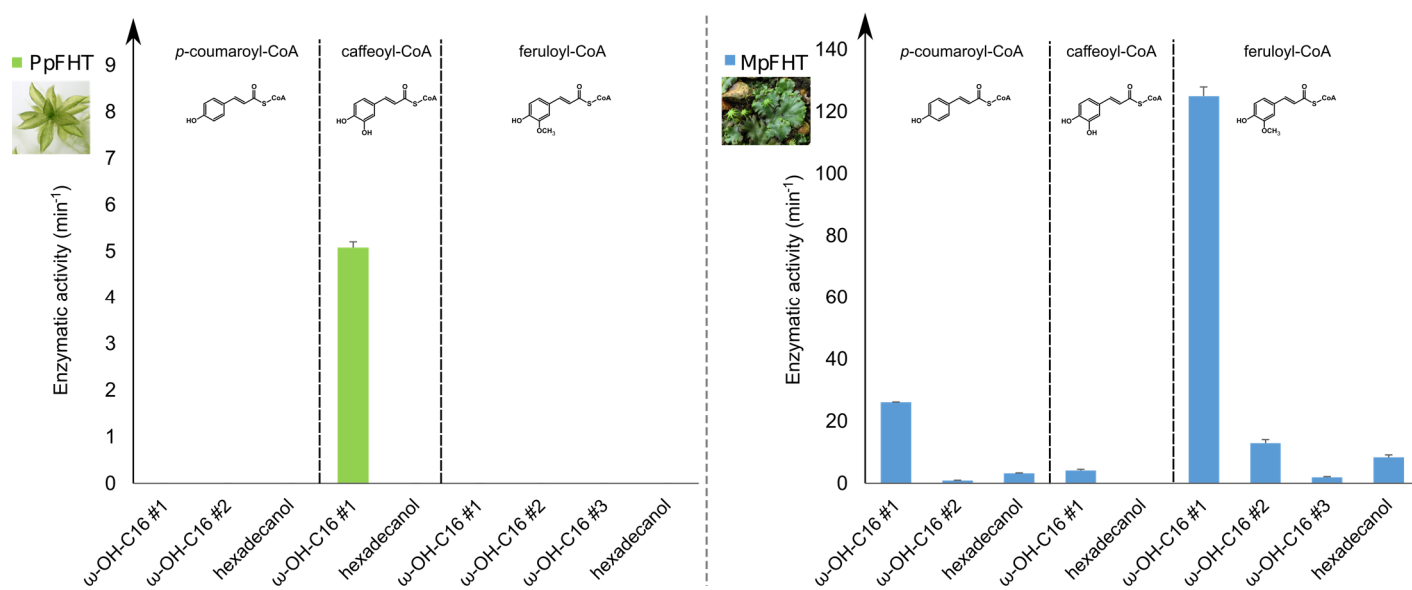 PpFHT
p-coumaroyl-CoA
caffeoyl-CoA
feruloyl-CoA
O
S
CoA
HO
O
S
CoA
HO
OH
O
S
CoA
HO
OCH3
Enzymatic activity (min-1)
9
8
7
6
5
4
3
2
1
0
ω-OH-C16 #1
ω-OH-C16 #2
hexadecanol
ω-OH-C16 #1
hexadecanol
ω-OH-C16 #1
ω-OH-C16 #2
ω-OH-C16 #3
hexadecanol
MpFHT
p-coumaroyl-CoA
caffeoyl-CoA
feruloyl-CoA
O
S
CoA
HO
O
S
CoA
HO
OH
O
S
CoA
HO
OCH3
Enzymatic activity (min-1)
140
120
100
80
60
40
20
0
ω-OH-C16 #1
ω-OH-C16 #2
hexadecanol
ω-OH-C16 #1
hexadecanol
ω-OH-C16 #1
ω-OH-C16 #2
ω-OH-C16 #3
hexadecanol